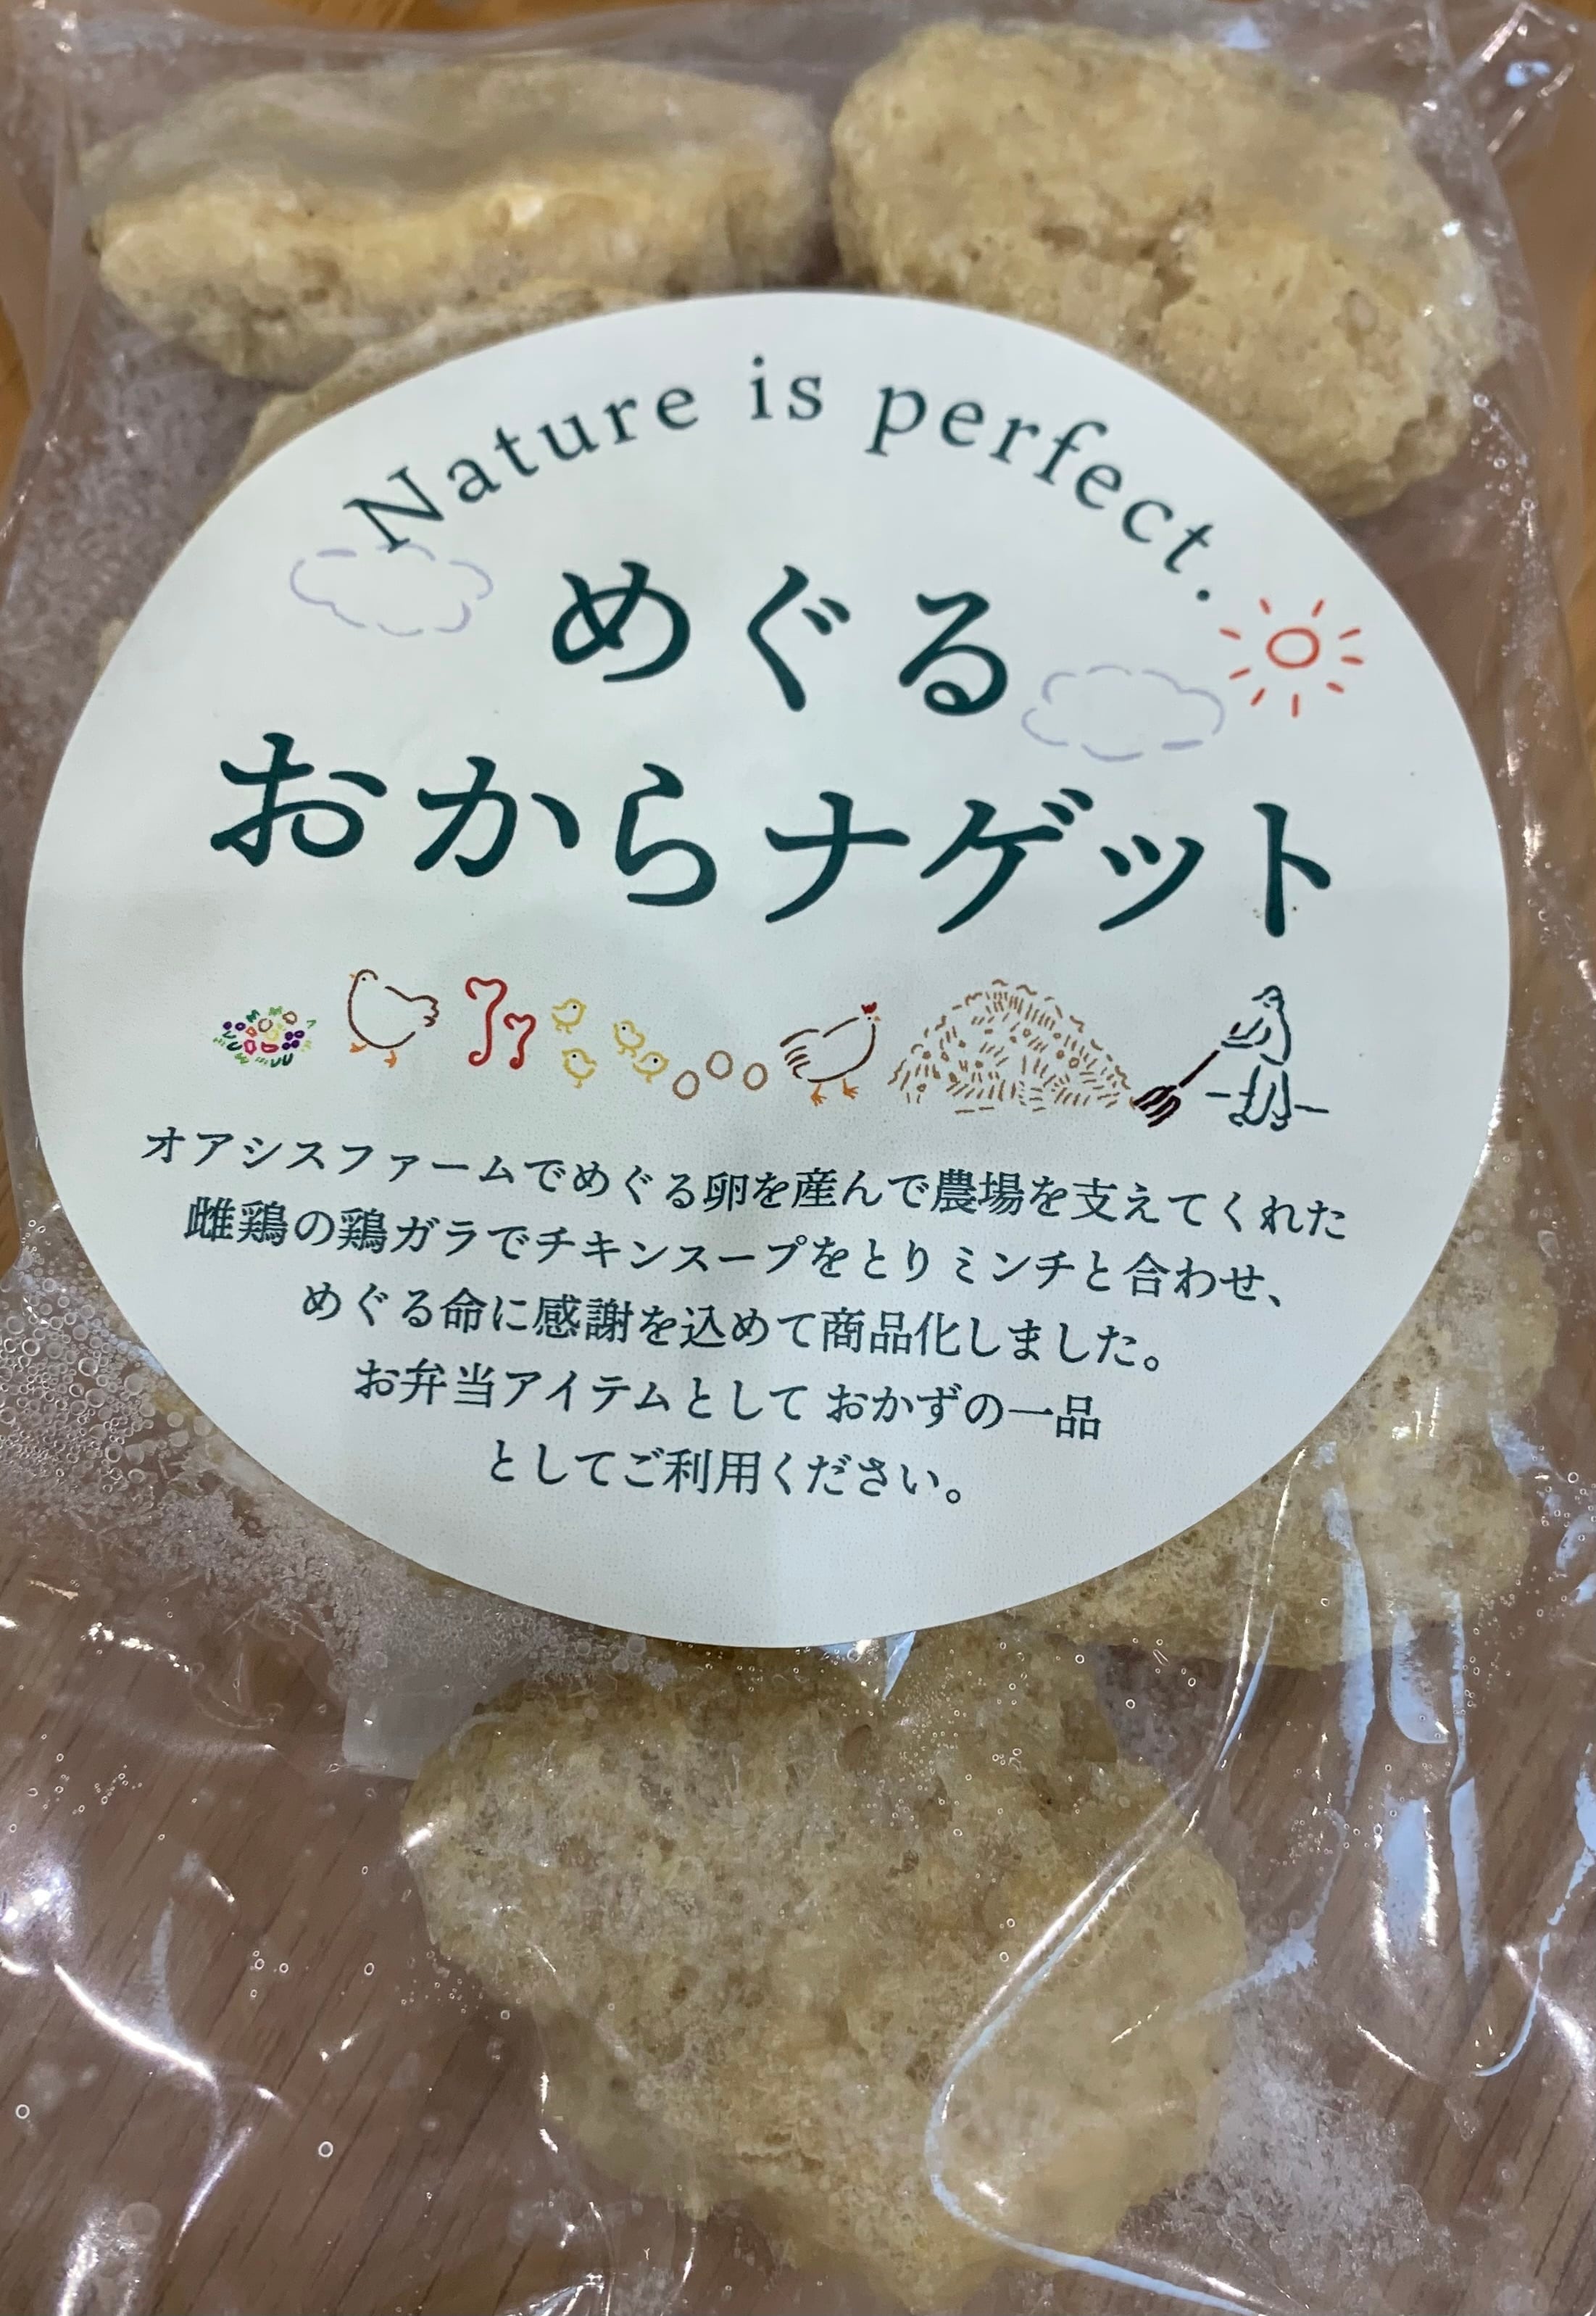 Nature is perfect.
めぐる
おからナゲット
オアシスファームでめぐる卵を産んで農場を支えてくれた
雌鶏の鶏ガラでチキンスープをとり ミンチと合わせ、
めぐる命に感謝を込めて商品化しました。
お弁当アイテムとして おかずの一品
としてご利用ください。